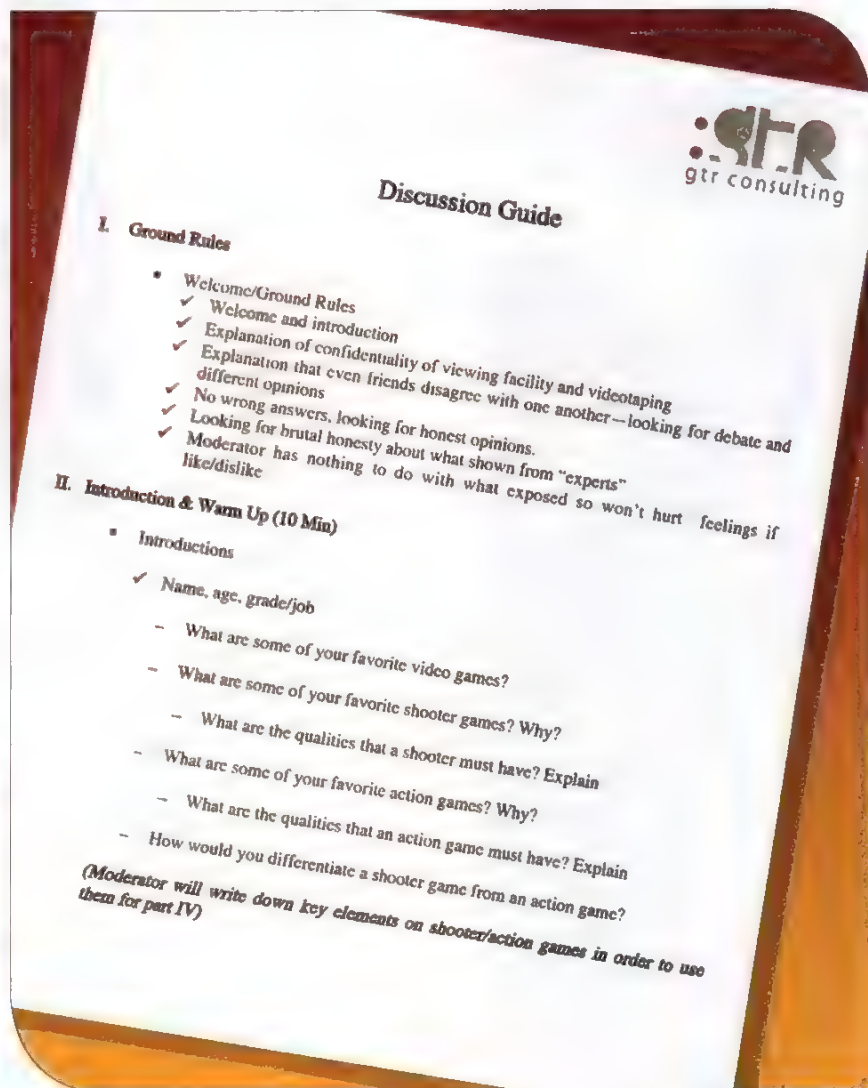 gtr consulting
Discussion Guide
I. Ground Rules
▪ Welcome/Ground Rules
✓ Welcome and introduction
✓ Explanation of confidentiality of viewing facility and videotaping
✓ Explanation that even friends disagree with one another—looking for debate and
different opinions
✓ No wrong answers, looking for honest opinions.
✓ Looking for brutal honesty about what shown from "experts"
✓ Moderator has nothing to do with what exposed so won't hurt feelings if
like/dislike
II. Introduction & Warm Up (10 Min)
▪ Introductions
✓ Name, age, grade/job
– What are some of your favorite video games?
– What are some of your favorite shooter games? Why?
– What are the qualities that a shooter must have? Explain
– What are some of your favorite action games? Why?
– What are the qualities that an action game must have? Explain
– How would you differentiate a shooter game from an action game?
(Moderator will write down key elements on shooter/action games in order to use
them for part IV)